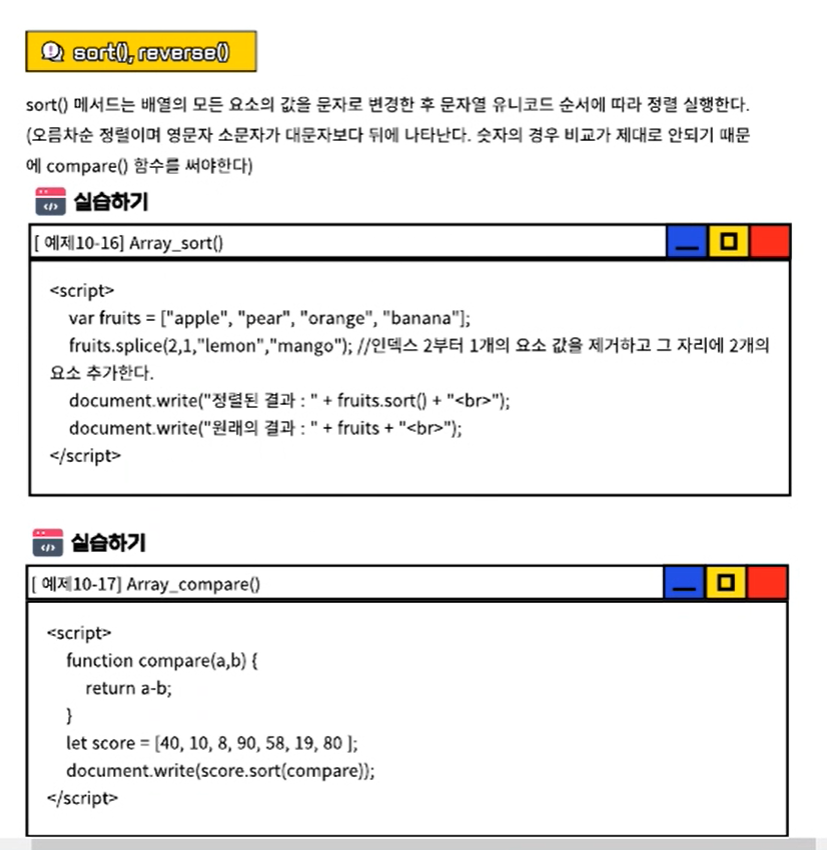 sort(), reverse()
sort() 메서드는 배열의 모든 요소의 값을 문자로 변경한 후 문자열 유니코드 순서에 따라 정렬 실행한다.
(오름차순 정렬이며 영문자 소문자가 대문자보다 뒤에 나타난다. 숫자의 경우 비교가 제대로 안되기 때문
에 compare() 함수를 써야한다)
실습하기
[ 예제10-16] Array_sort()
<script>
var fruits = ["apple", "pear", "orange", "banana"];
fruits.splice(2,1,"lemon","mango"); //인덱스 2부터 1개의 요소 값을 제거하고 그 자리에 2개의
요소 추가한다.
document.write("정렬된 결과 : " + fruits.sort() + "<br>");
document.write("원래의 결과 : " + fruits + "<br>");
</script>
실습하기
[ 예제10-17] Array_compare()
<script>
function compare(a,b) {
return a-b;
}
let score = [40, 10, 8, 90, 58, 19, 80 ];
document.write(score.sort(compare));
</script>